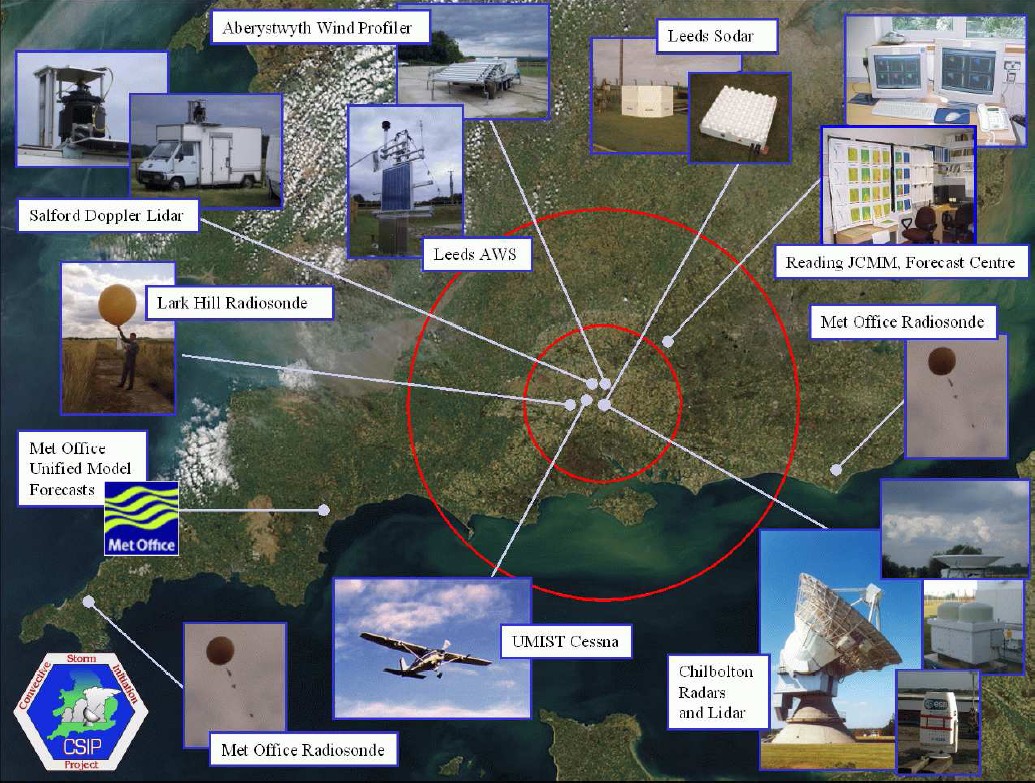 Aberystwyth Wind Profiler
Leeds Sodar
Salford Doppler Lidar
Leeds AWS
Reading JCMM, Forecast Centre
Lark Hill Radiosonde
Met Office Radiosonde
Met Office
Unified Model
Forecasts
Met Office
UMIST Cessna
Chilbolton
Radars
and Lidar
esa
Convective
Storm
Initiation
CSIP
Project
Met Office Radiosonde